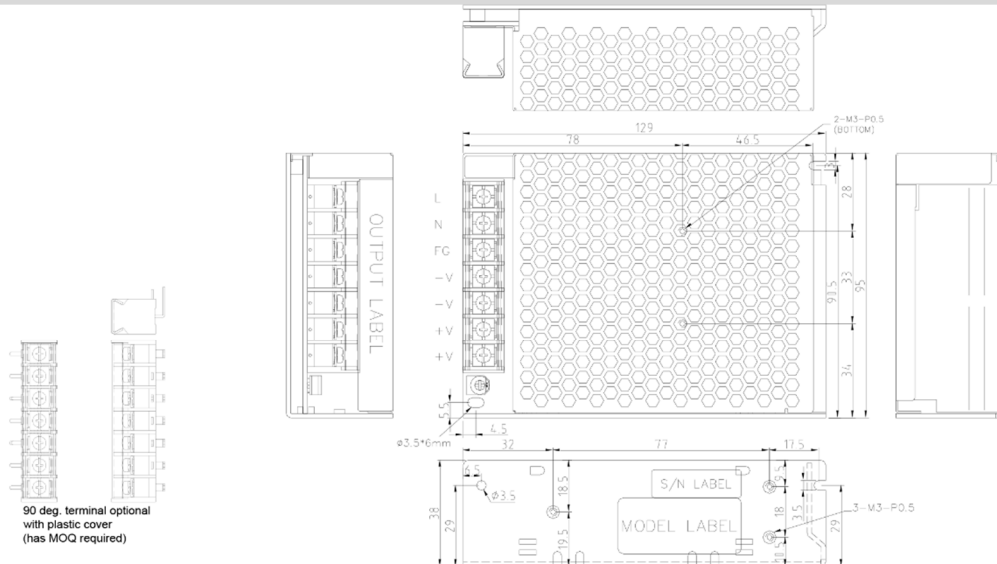 2-M3-P0.5
(BOTTOM)
129
78
46.5
28
33
34
95
L
N
FG
-V
-V
+V
+V
OUTPUT LABEL
5.5
4.5
ø3.5*6mm
32
77
17.5
6.5
Ø3.5
18.5
19.5
38
29
S/N LABEL
MODEL LABEL
9.5
18
3.5
29
3-M3-P0.5
90 deg. terminal optional
with plastic cover
(has MOQ required)